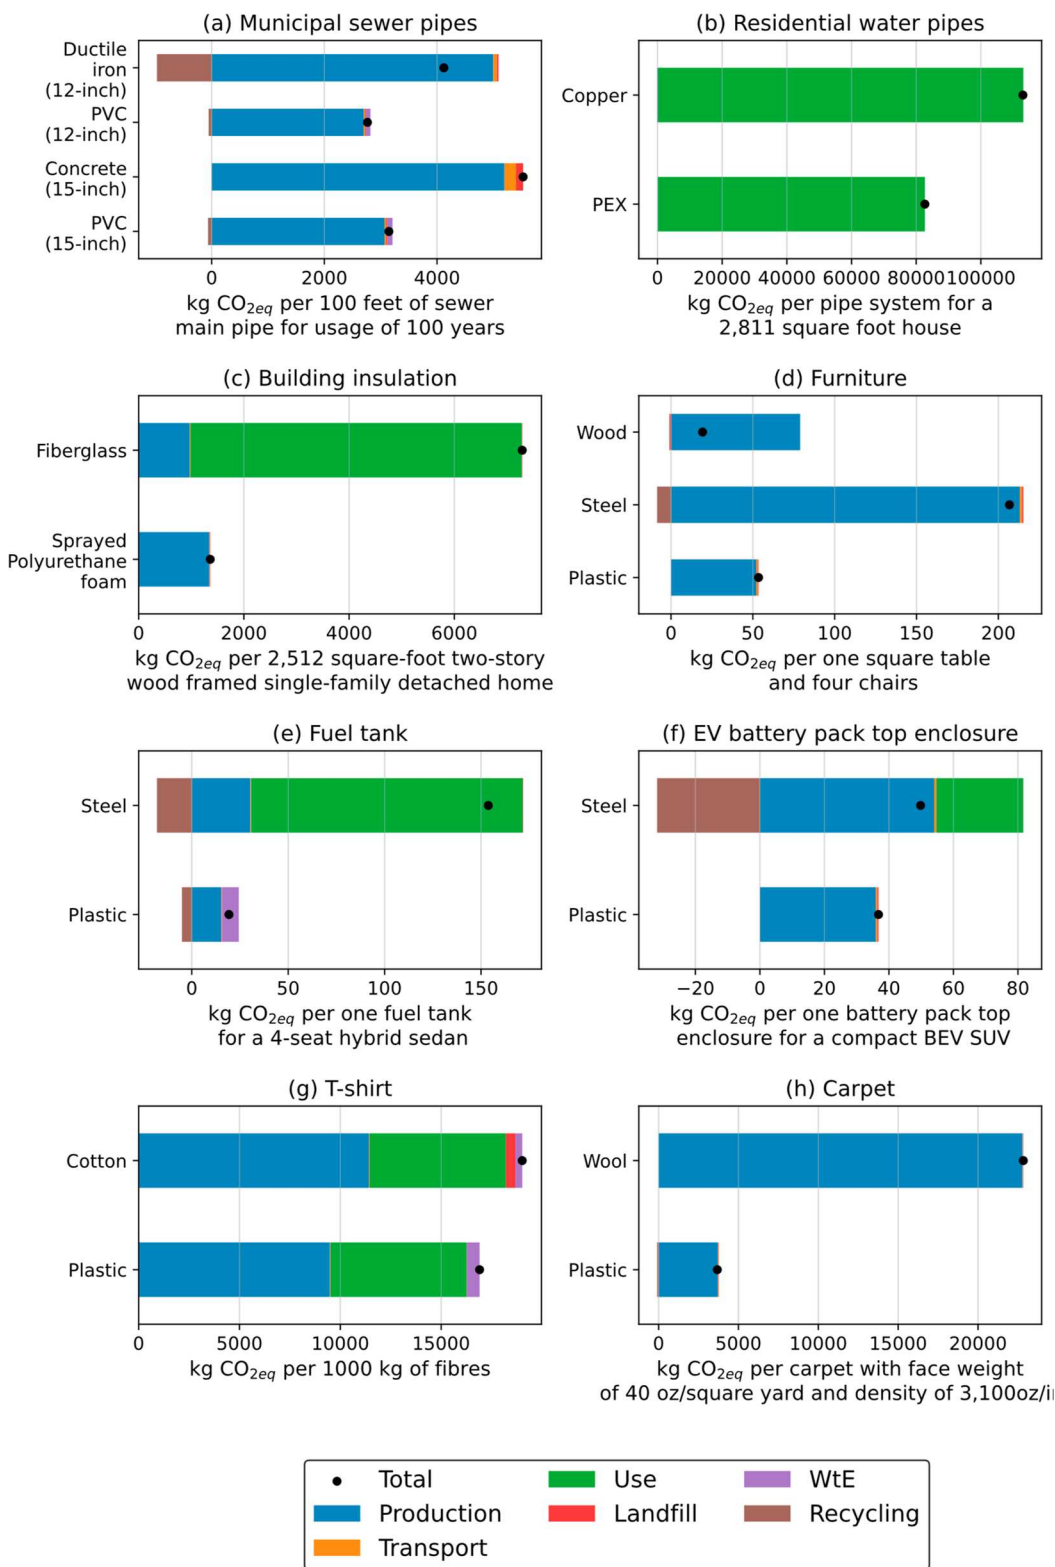 (a) Municipal sewer pipes
Ductile
iron
(12-inch)
PVC
(12-inch)
Concrete
(15-inch)
PVC
(15-inch)
0 2000 4000
kg CO2eq per 100 feet of sewer
main pipe for usage of 100 years
(b) Residential water pipes
Copper
PEX
0 20000 40000 60000 80000 100000
kg CO2eq per pipe system for a
2,811 square foot house
(c) Building insulation
Fiberglass
Sprayed
Polyurethane
foam
0 2000 4000 6000
kg CO2eq per 2,512 square-foot two-story
wood framed single-family detached home
(d) Furniture
Wood
Steel
Plastic
0 50 100 150 200
kg CO2eq per one square table
and four chairs
(e) Fuel tank
Steel
Plastic
0 50 100 150
kg CO2eq per one fuel tank
for a 4-seat hybrid sedan
(f) EV battery pack top enclosure
Steel
Plastic
−20 0 20 40 60 80
kg CO2eq per one battery pack top
enclosure for a compact BEV SUV
(g) T-shirt
Cotton
Plastic
0 5000 10000 15000
kg CO2eq per 1000 kg of fibres
(h) Carpet
Wool
Plastic
0 5000 10000 15000 20000
kg CO2eq per carpet with face weight
of 40 oz/square yard and density of 3,100oz/i
Total
Production
Transport
Use
Landfill
WtE
Recycling